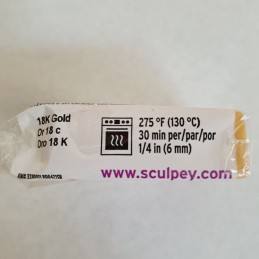 18K Gold
Or 18 c
Oro 18 K
275 °F (130 °C)
30 min per/par/por
1/4 in (6 mm)
www.sculpey.com